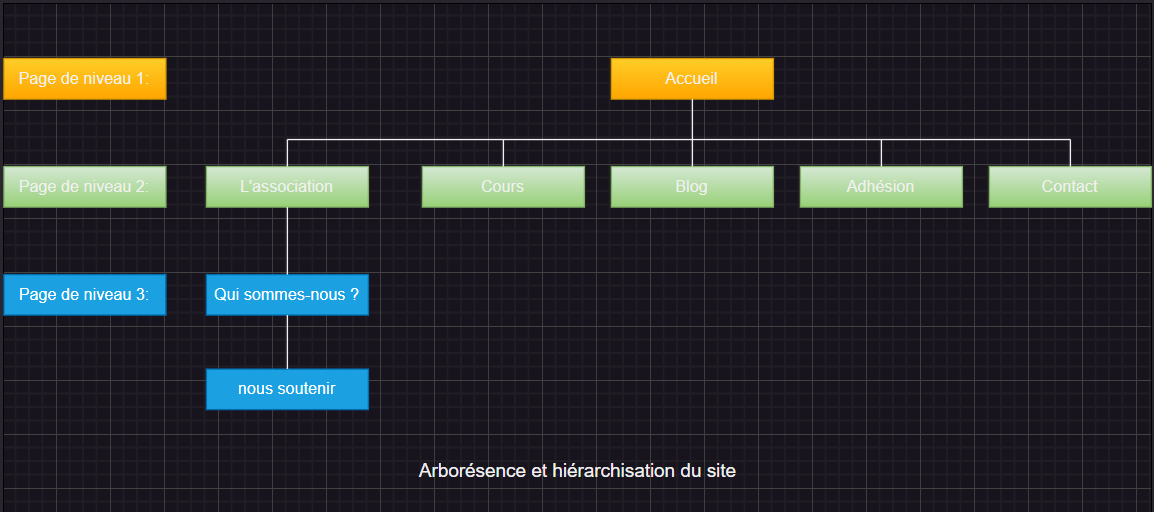 Page de niveau 1:
Accueil
Page de niveau 2:
L'association
Cours
Blog
Adhésion
Contact
Page de niveau 3:
Qui sommes-nous ?
nous soutenir
Arborésence et hiérarchisation du site